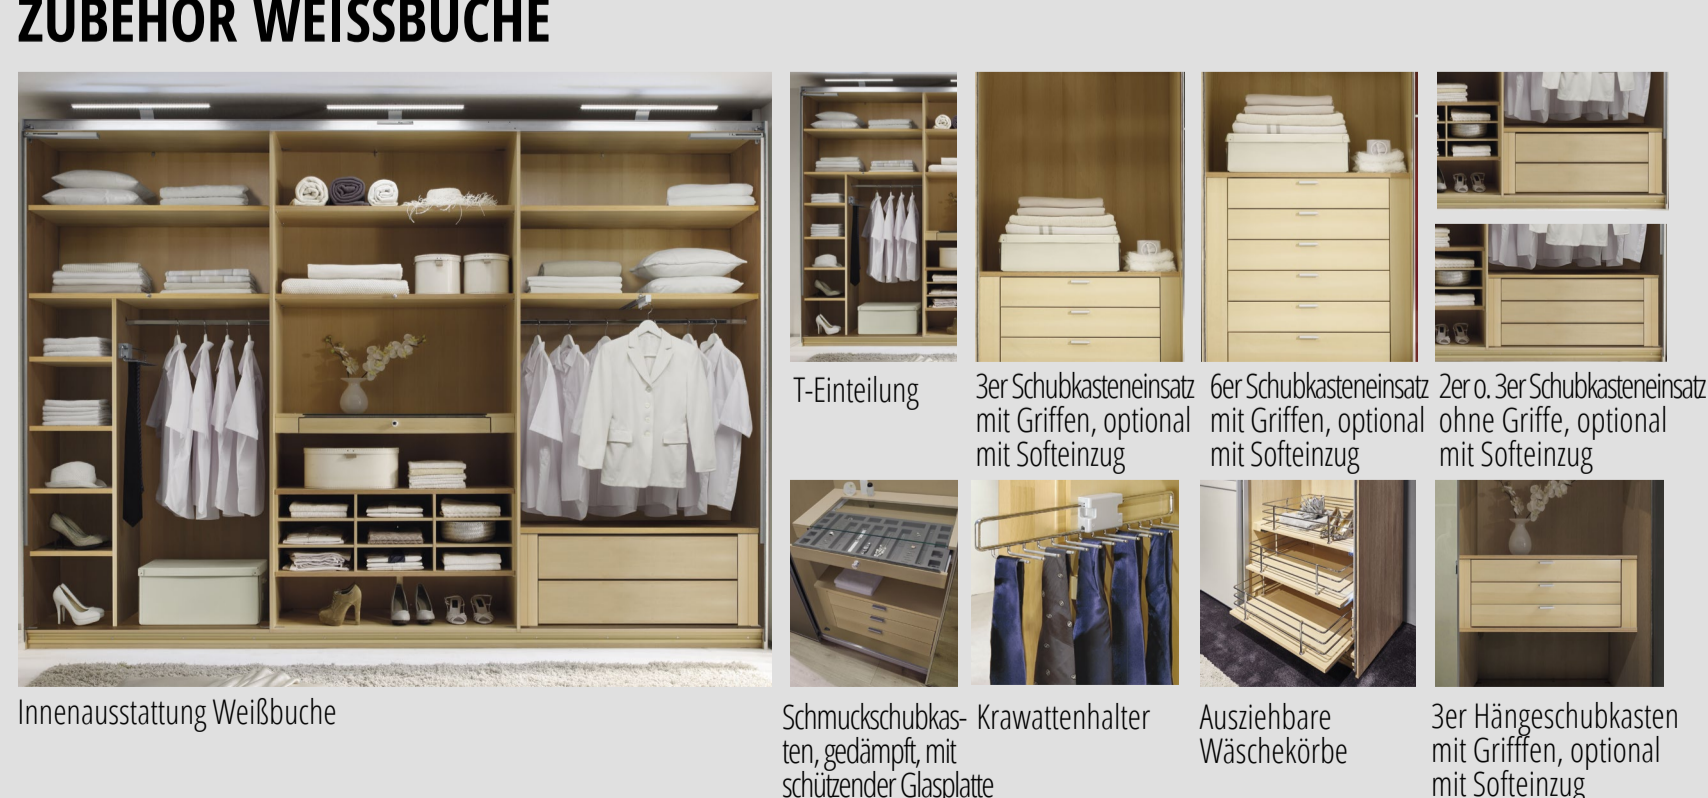 ZUBEHÖR WEISSBUCHE
Innenausstattung Weißbuche
T-Einteilung
3er Schubkasteneinsatz
mit Griffen, optional
mit Softeinzug
6er Schubkasteneinsatz
mit Griffen, optional
mit Softeinzug
2er o. 3er Schubkasteneinsatz
ohne Griffe, optional
mit Softeinzug
Schmuckschubkas-
ten, gedämpft, mit
schützender Glasplatte
Krawattenhalter
Ausziehbare
Wäschekörbe
3er Hängeschubkasten
mit Grifffen, optional
mit Softeinzug